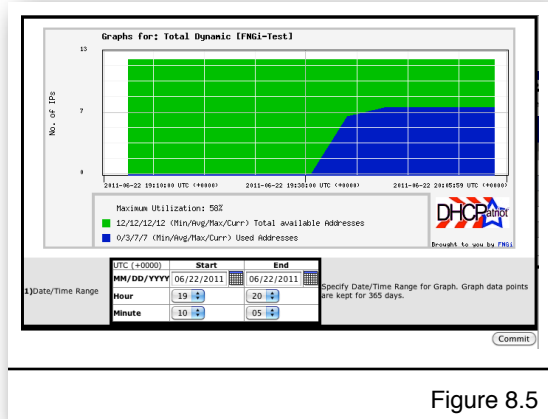 Graphs for: Total Dynamic [FNGi-Test]
13
No. of IPs
7
0
2011-06-22 19:10:00 UTC (+0000) 2011-06-22 19:38:00 UTC (+0000) 2011-06-22 20:05:59 UTC (+0000)
Maximum Utilization: 58%
12/12/12/12 (Min/Avg/Max/Curr) Total available Addresses
0/3/7/7 (Min/Avg/Max/Curr) Used Addresses
DHCPatriot
Brought to you by FNGi
UTC (+0000) Start End
1)Date/Time Range
MM/DD/YYYY 06/22/2011 06/22/2011
Hour 19 20
Minute 10 05
Specify Date/Time Range for Graph. Graph data points
are kept for 365 days.
Commit
Figure 8.5